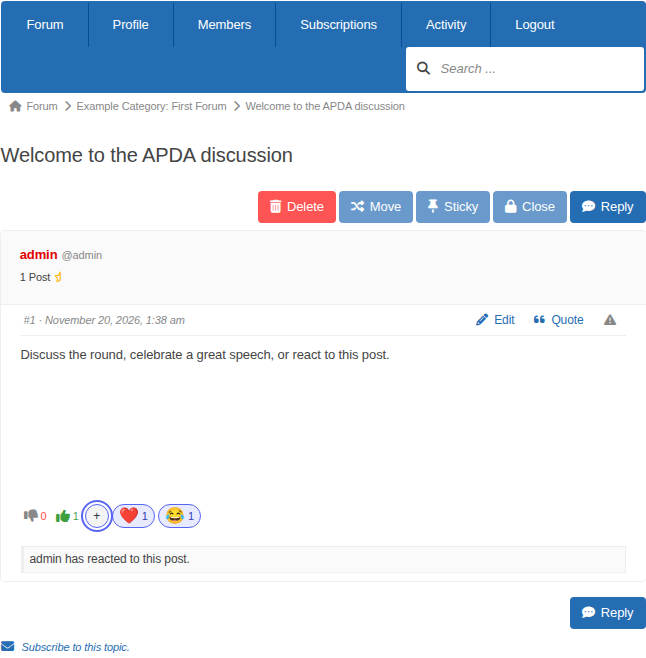 Forum Profile Members Subscriptions Activity Logout
Search ...
Forum Example Category: First Forum Welcome to the APDA discussion
Welcome to the APDA discussion
Delete Move Sticky Close Reply
admin @admin
1 Post
#1 · November 20, 2026, 1:38 am Edit Quote
Discuss the round, celebrate a great speech, or react to this post.
0 1 + ❤️ 1 😂 1
admin has reacted to this post.
Reply
Subscribe to this topic.